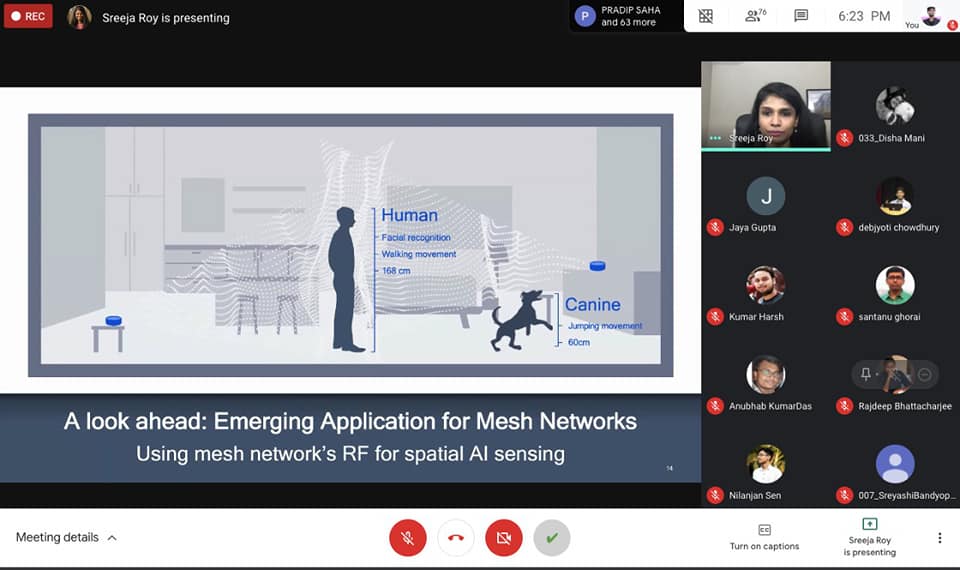 REC
Sreeja Roy is presenting
P
PRADIP SAHA
and 63 more
76
6:23 PM
You
Human
Facial recognition
Walking movement
168 cm
Canine
Jumping movement
60cm
A look ahead: Emerging Application for Mesh Networks
Using mesh network's RF for spatial AI sensing
14
Sreeja Roy
033_Disha Mani
J
Jaya Gupta
debjyoti chowdhury
Kumar Harsh
santanu ghorai
Anubhab KumarDas
Rajdeep Bhattacharjee
Nilanjan Sen
007_SreyashiBandyop...
Meeting details
CC
Turn on captions
Sreeja Roy
is presenting